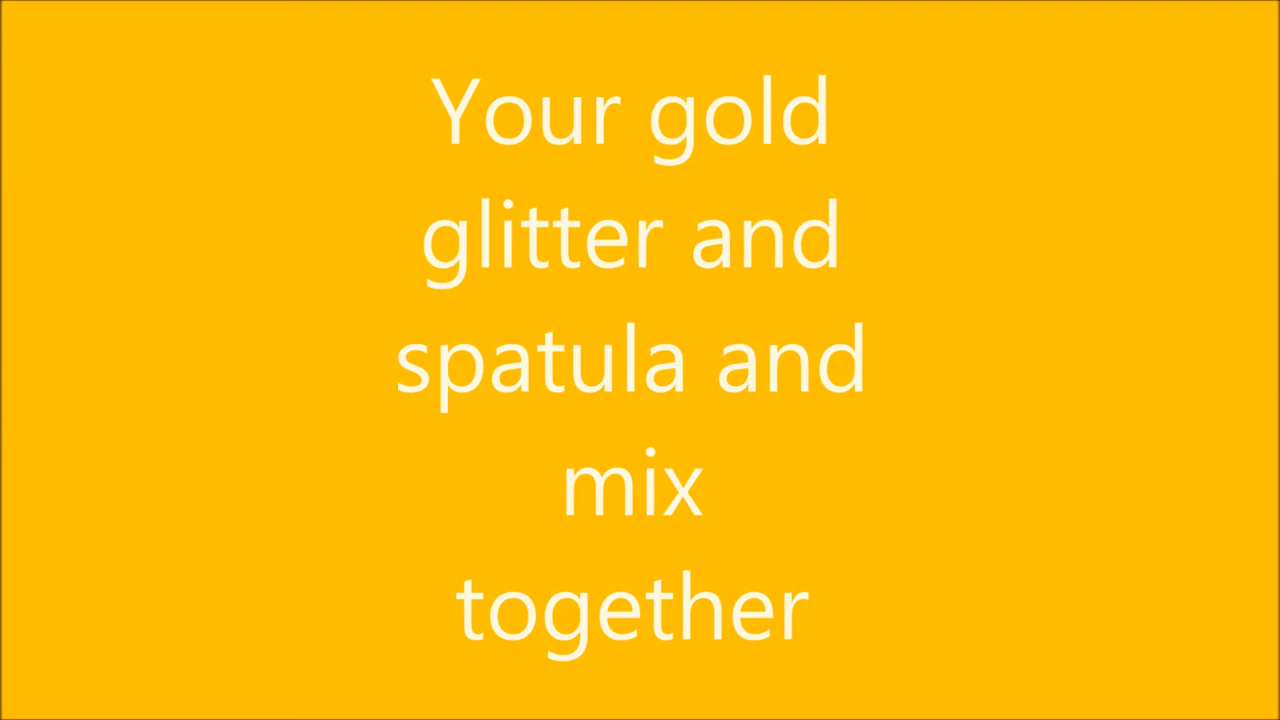 Your gold
glitter and
spatula and
mix
together